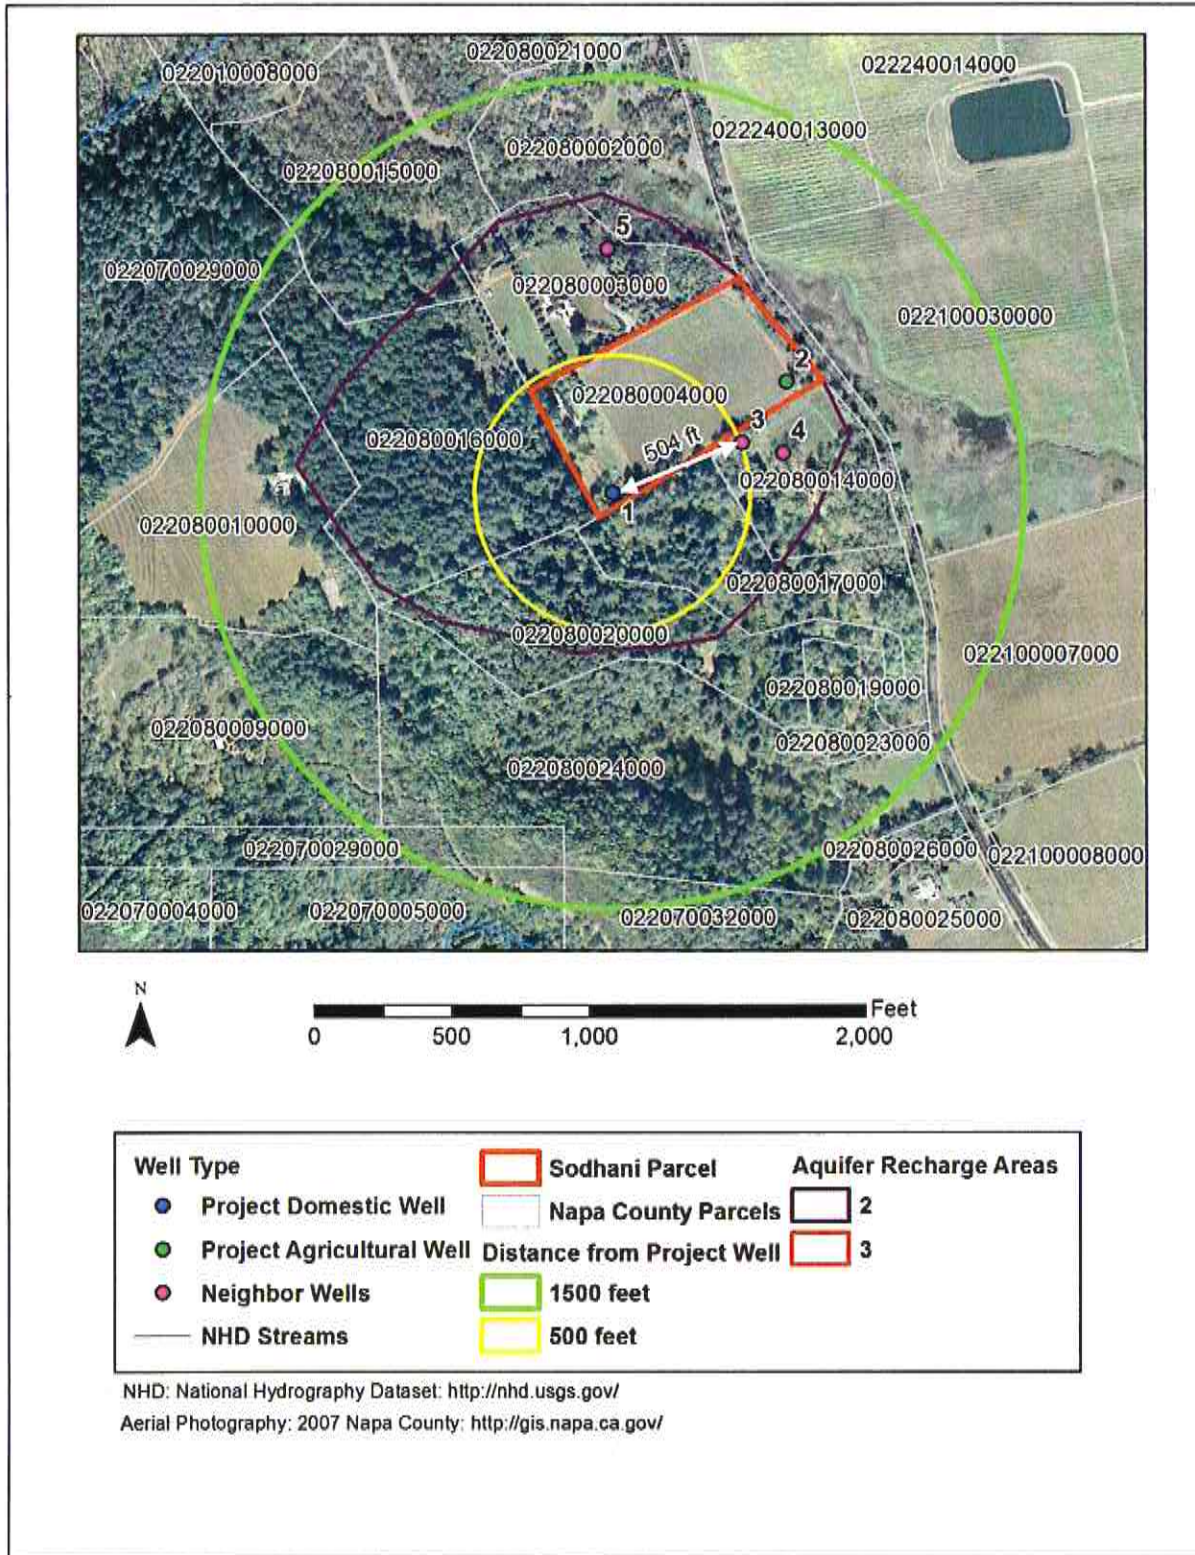 022080021000
022240014000
022010008000
022240013000
022080002000
022080015000
5
022070029000
022080003000
022100030000
2
022080004000
3
4
022080016000
504 ft
022080014000
1
022080010000
022080017000
022080020000
022100007000
022080019000
022080009000
022080023000
022080024000
022070029000
022080026000
022100008000
022070004000
022070005000
022070032000
022080025000
N
Feet
0 500 1,000 2,000
Well Type
Project Domestic Well
Project Agricultural Well
Neighbor Wells
NHD Streams
Sodhani Parcel
Napa County Parcels
Distance from Project Well
1500 feet
500 feet
Aquifer Recharge Areas
2
3
NHD: National Hydrography Dataset: http://nhd.usgs.gov/
Aerial Photography: 2007 Napa County: http://gis.napa.ca.gov/